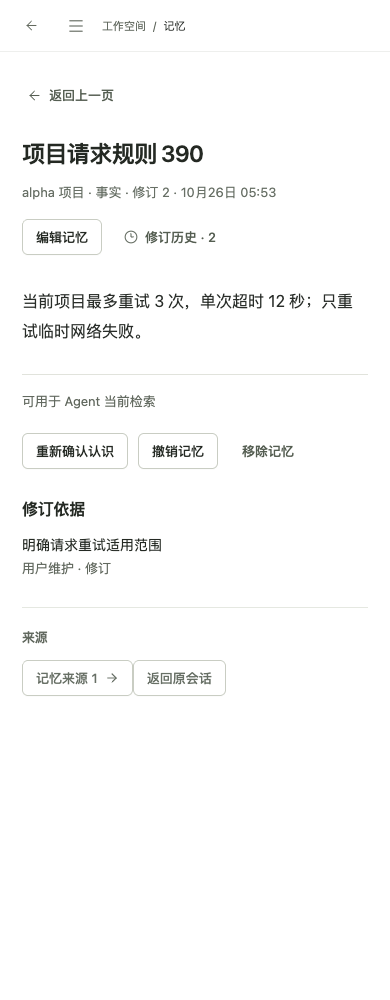 工作空间 / 记忆
返回上一页
项目请求规则 390
alpha 项目 · 事实 · 修订 2 · 10月26日 05:53
编辑记忆
修订历史 · 2
当前项目最多重试 3 次，单次超时 12 秒；只重
试临时网络失败。
可用于 Agent 当前检索
重新确认认识
撤销记忆
移除记忆
修订依据
明确请求重试适用范围
用户维护 · 修订
来源
记忆来源 1
返回原会话